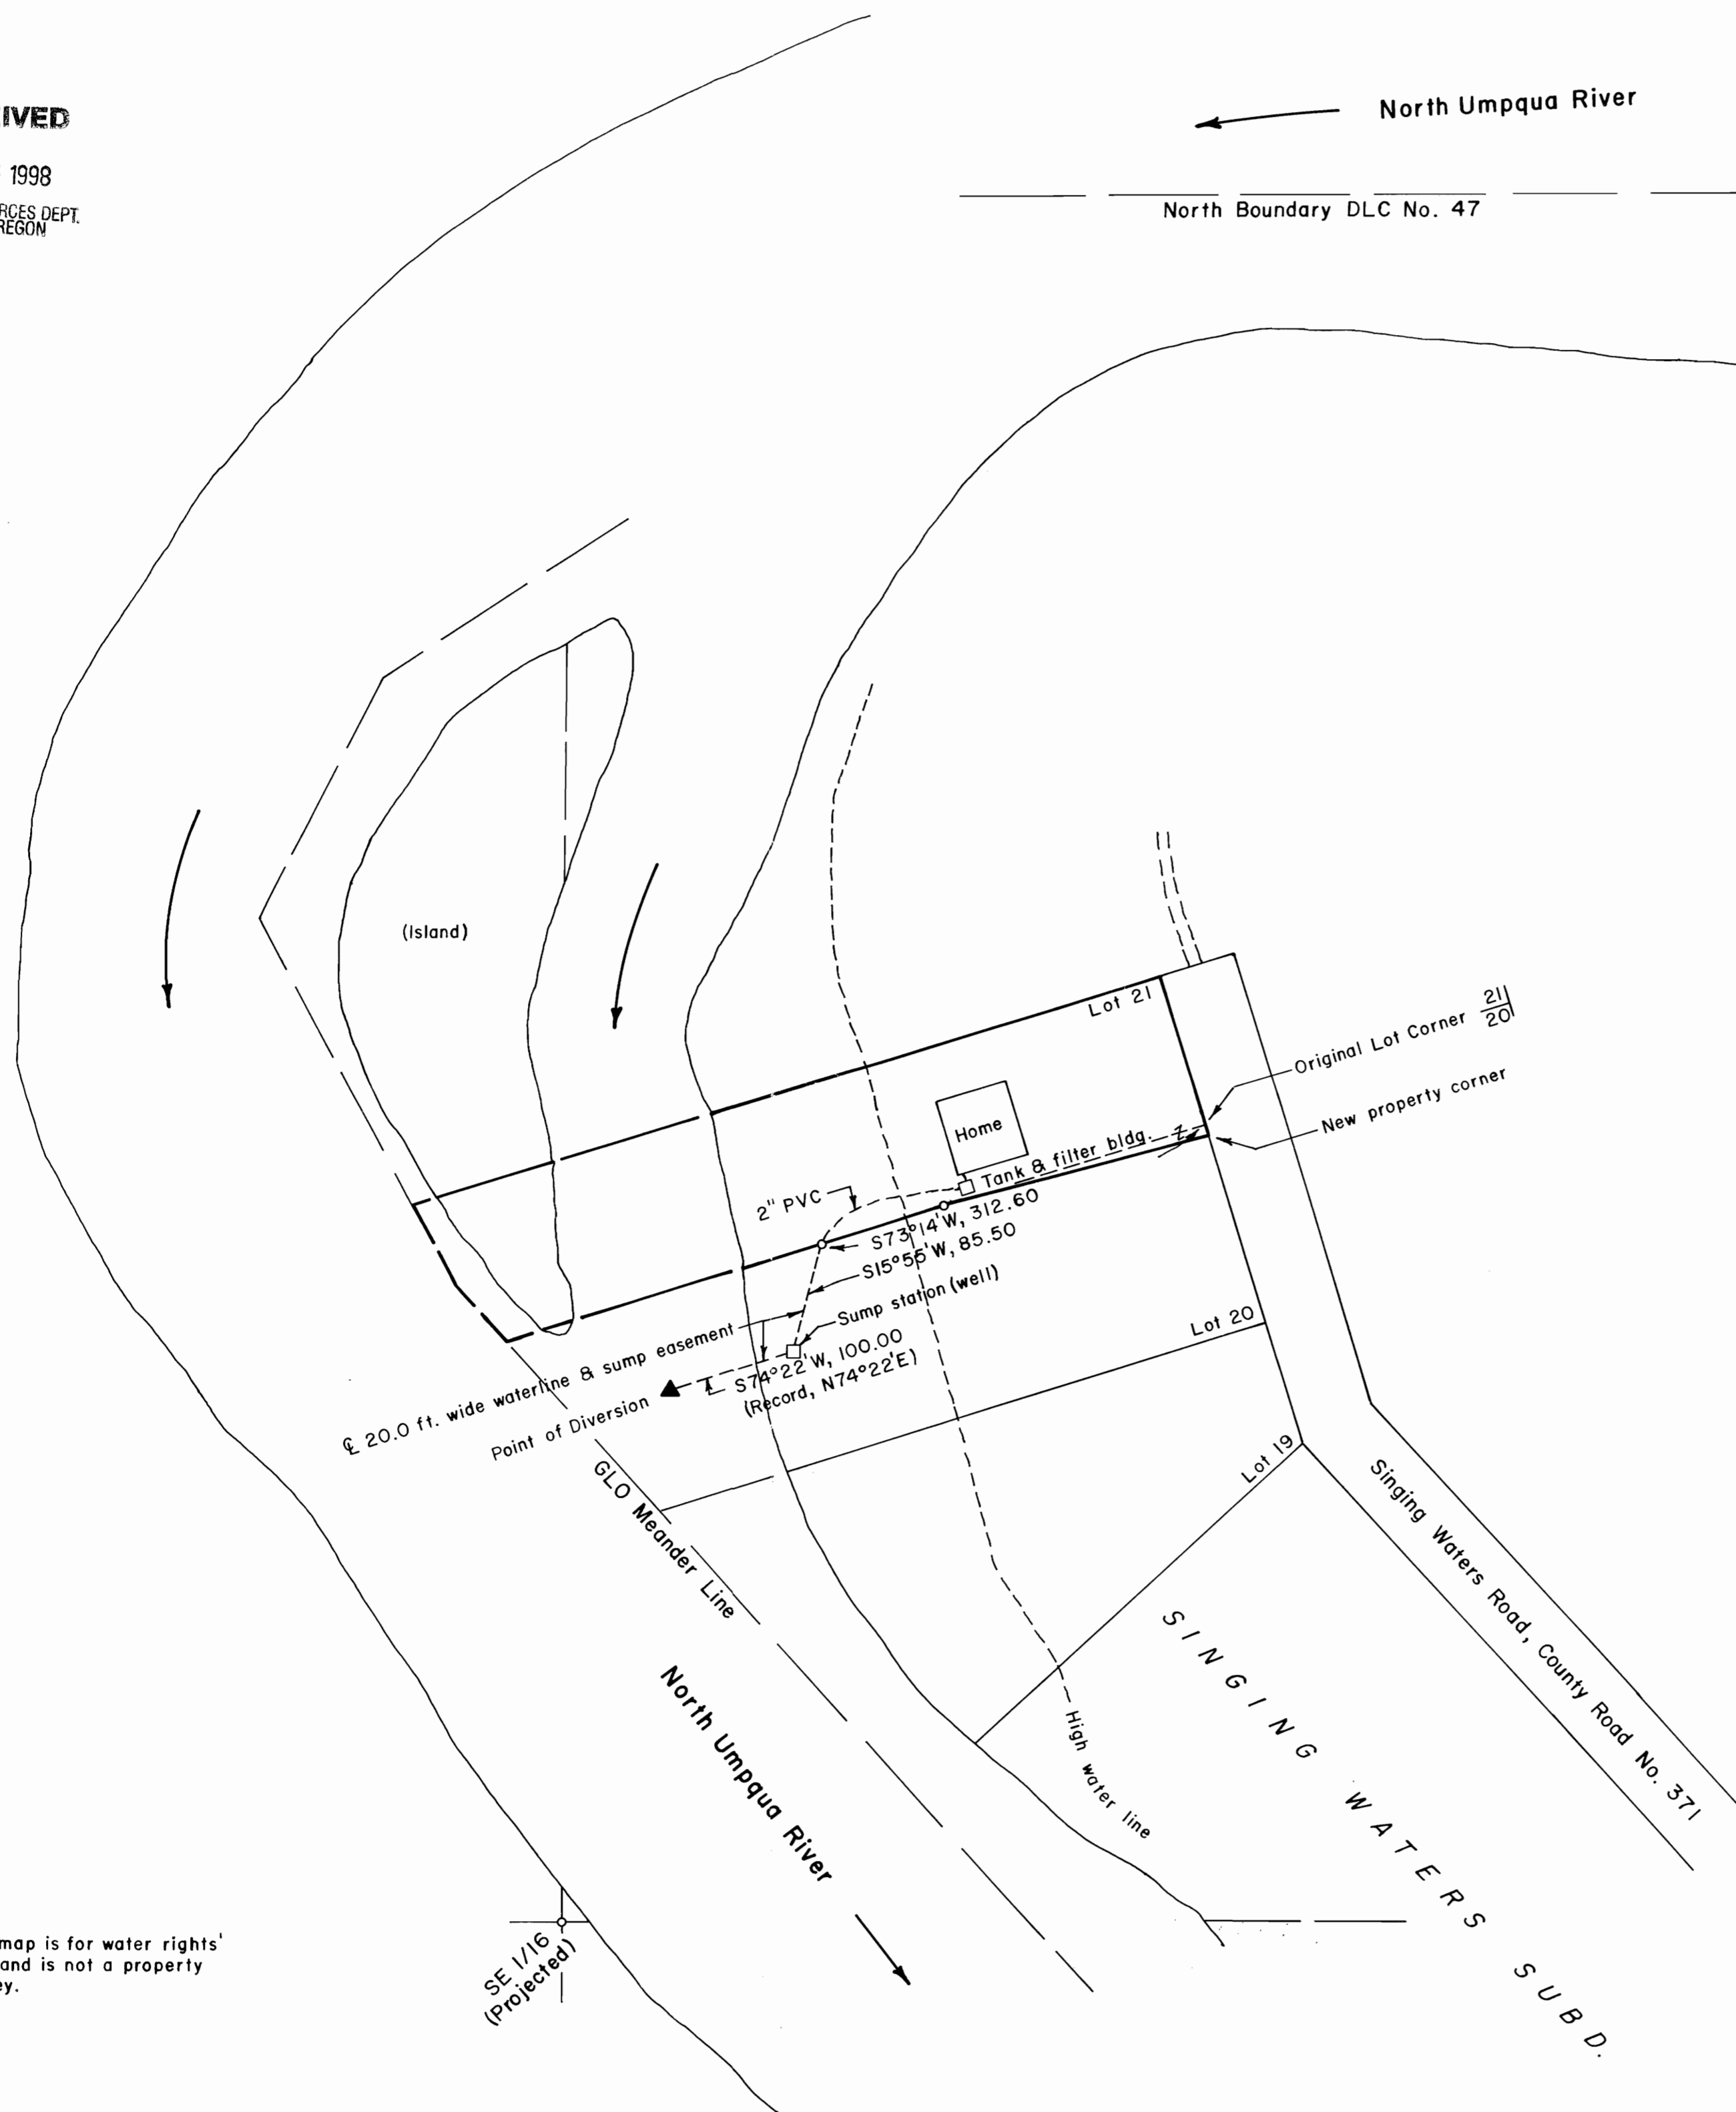 IVED
1998
RCES DEPT.
REGON
North Umpqua River
North Boundary DLC No. 47
(Island)
Lot 21
Original Lot Corner 21/20
New property corner
Home
Tank & filter bldg.
2" PVC
S73°14'W, 312.60
S15°55'W, 85.50
Sump station (well)
℄ 20.0 ft. wide waterline & sump easement
S74°22'W, 100.00
(Record, N74°22'E)
Point of Diversion
Lot 20
GLO Meander Line
Lot 19
Singing Waters Road, County Road No. 371
North Umpqua River
High water line
SINGING WATERS SUBD.
SE 1/16
(Projected)
map is for water rights'
and is not a property
ey.